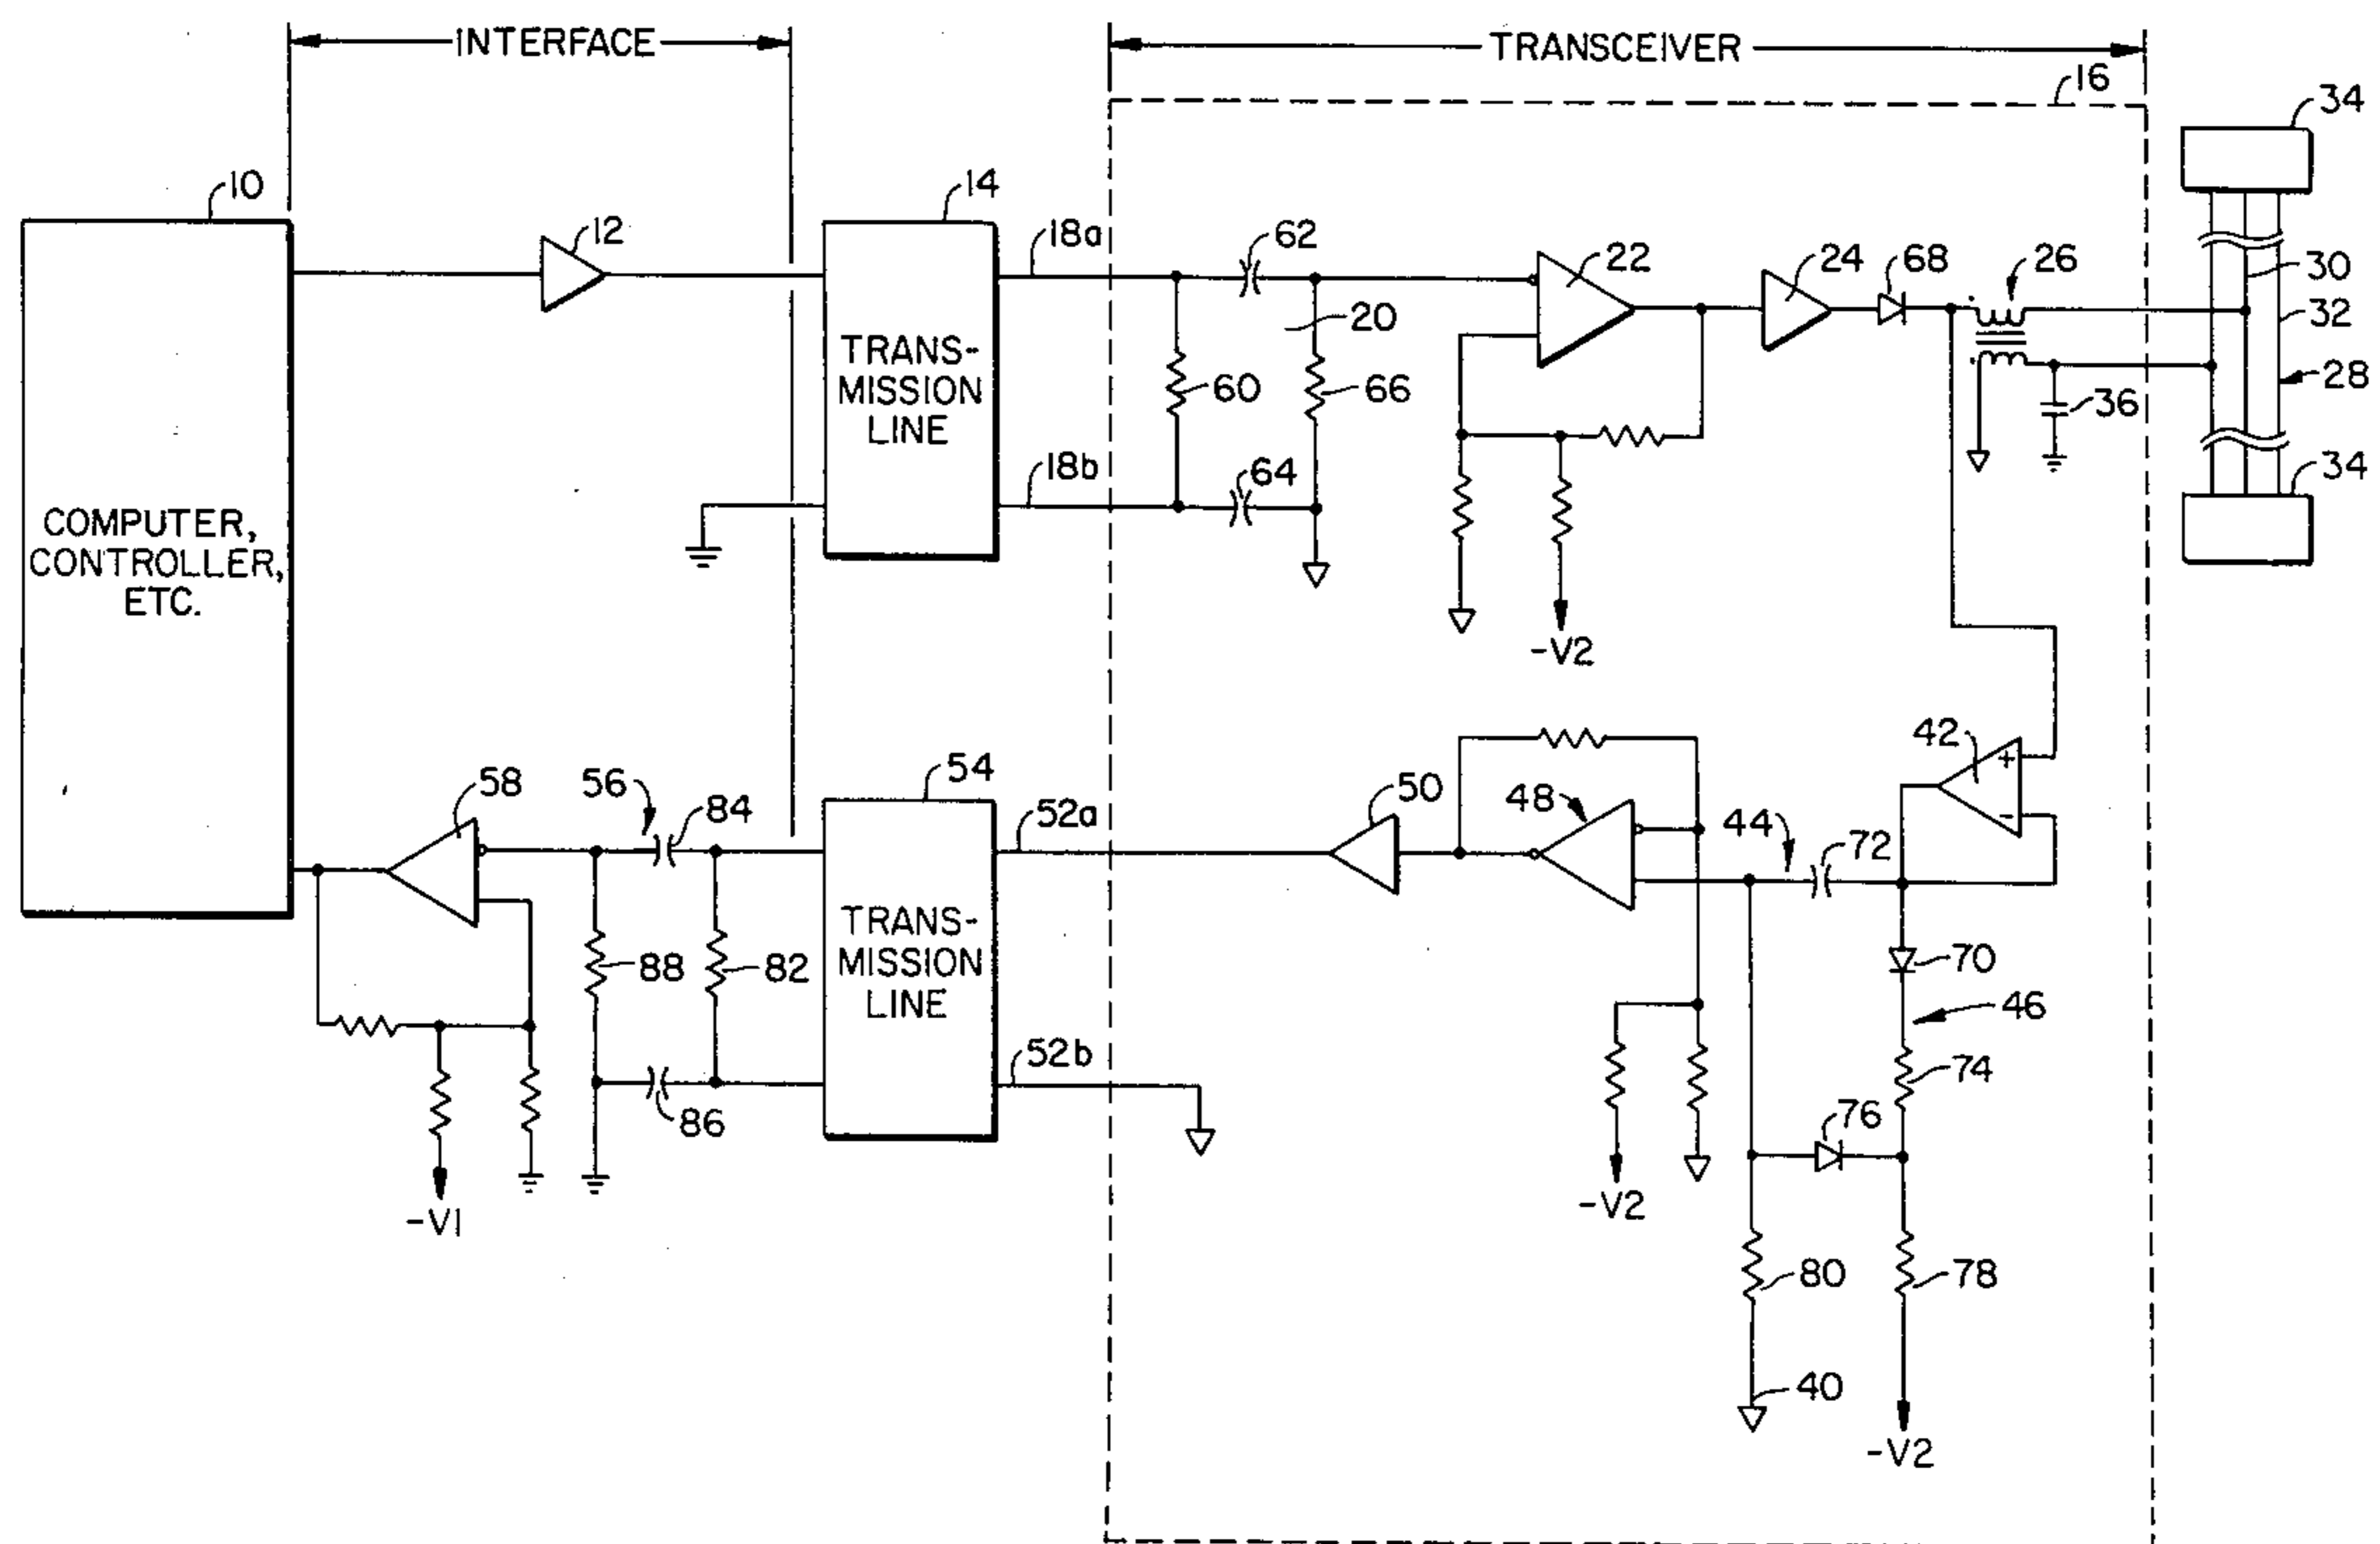 INTERFACE
TRANSCEIVER
16
34
10
12
14
18a
62
22
24
68
26
30
20
32
TRANS-
MISSION
LINE
60
66
28
36
18b
64
34
COMPUTER,
CONTROLLER,
ETC.
-V2
42
+
-
58
56
84
54
52a
50
48
44
72
TRANS-
MISSION
LINE
88
82
70
46
52b
74
86
76
-V2
-V1
80
78
40
-V2